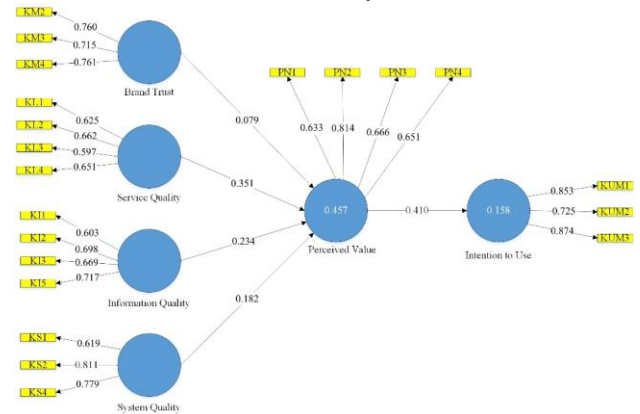 KM2
0.760
KM3
0.715
KM4
0.761
Brand Trust
KL1
0.625
KL2
0.662
KL3
0.597
KL4
0.651
Service Quality
KI1
0.603
KI2
0.698
KI3
0.669
KI5
0.717
Information Quality
KS1
0.619
KS2
0.811
KS4
0.779
System Quality
0.079
0.351
0.234
0.182
PN1
PN2
PN3
PN4
0.633
0.814
0.666
0.651
0.457
Perceived Value
0.410
0.158
Intention to Use
0.853
KUM1
0.725
KUM2
0.874
KUM3